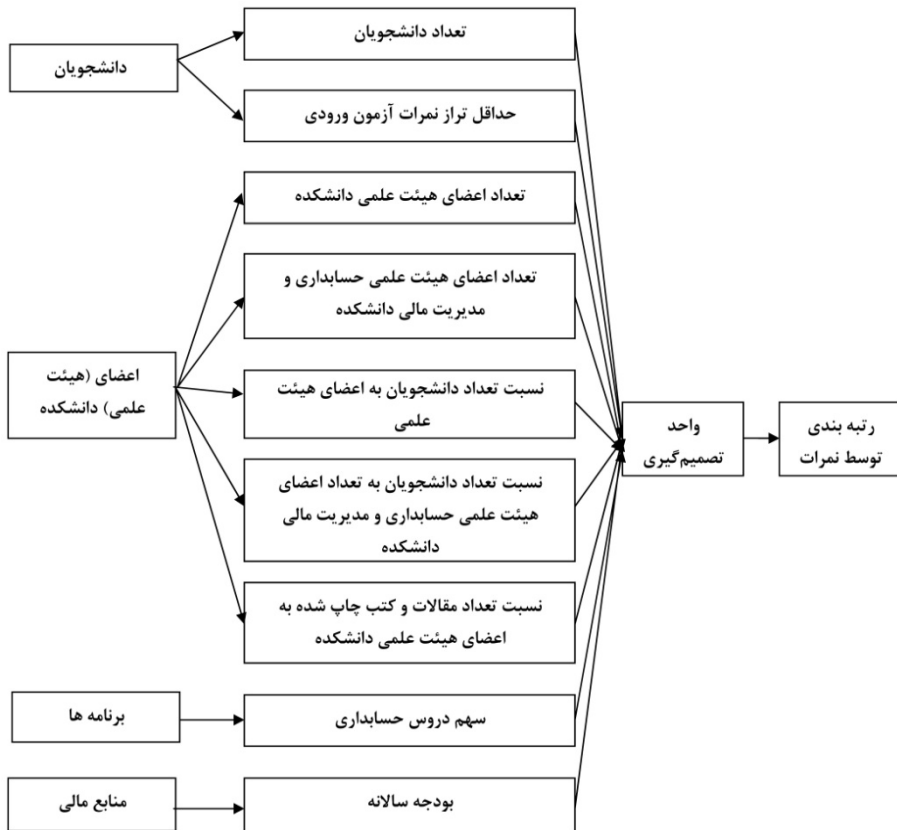 تعداد دانشجویان
دانشجویان
حداقل تراز نمرات آزمون ورودی
تعداد اعضای هیئت علمی دانشکده
تعداد اعضای هیئت علمی حسابداری و
مدیریت مالی دانشکده
اعضای (هیئت
علمی) دانشکده
نسبت تعداد دانشجویان به اعضای هیئت
علمی
نسبت تعداد دانشجویان به تعداد اعضای
هیئت علمی حسابداری و مدیریت مالی
دانشکده
نسبت تعداد مقالات و کتب چاپ شده به
اعضای هیئت علمی دانشکده
برنامه ها
سهم دروس حسابداری
منابع مالی
بودجه سالانه
واحد
تصمیم‌گیری
رتبه بندی
توسط نمرات